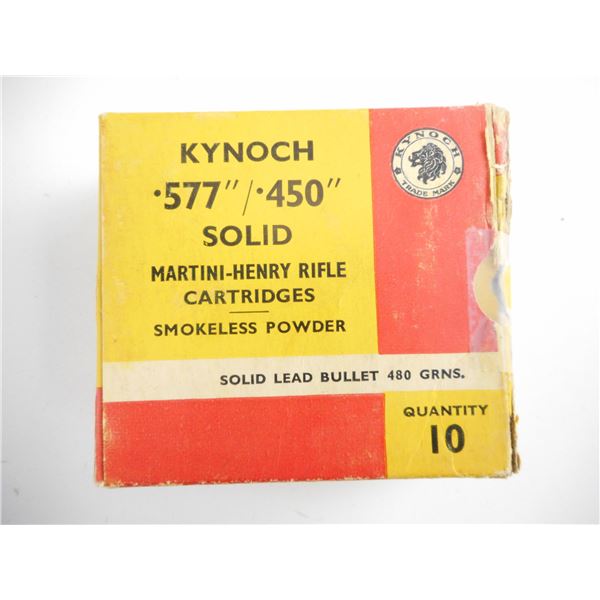 KYNOCH
·577"/·450"
SOLID
MARTINI-HENRY RIFLE
CARTRIDGES
SMOKELESS POWDER
SOLID LEAD BULLET 480 GRNS.
QUANTITY
10
KYNOCH
TRADE MARK